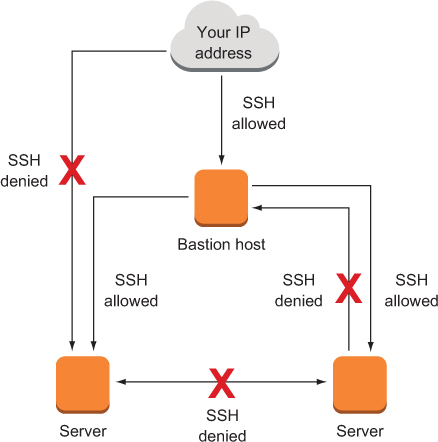 Your IP
address
SSH
allowed
SSH
denied
Bastion host
SSH
allowed
SSH
denied
SSH
allowed
Server
SSH
denied
Server